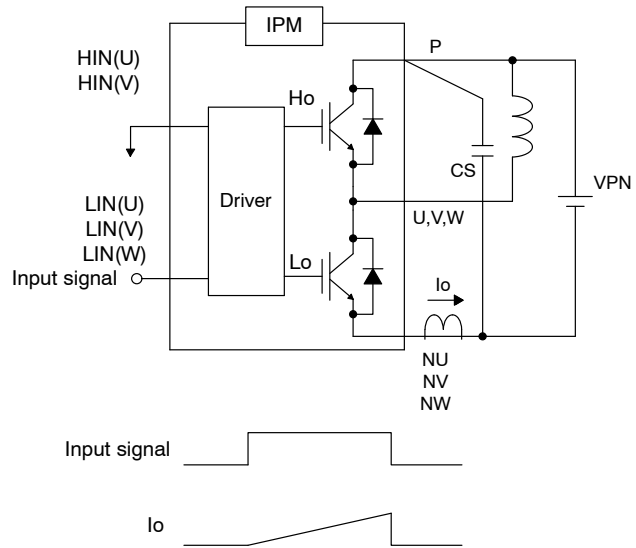 IPM
P
HIN(U)
HIN(V)
Ho
CS
VPN
Driver
LIN(U)
LIN(V)
LIN(W)
U,V,W
Input signal
Lo
Io
NU
NV
NW
Input signal
Io